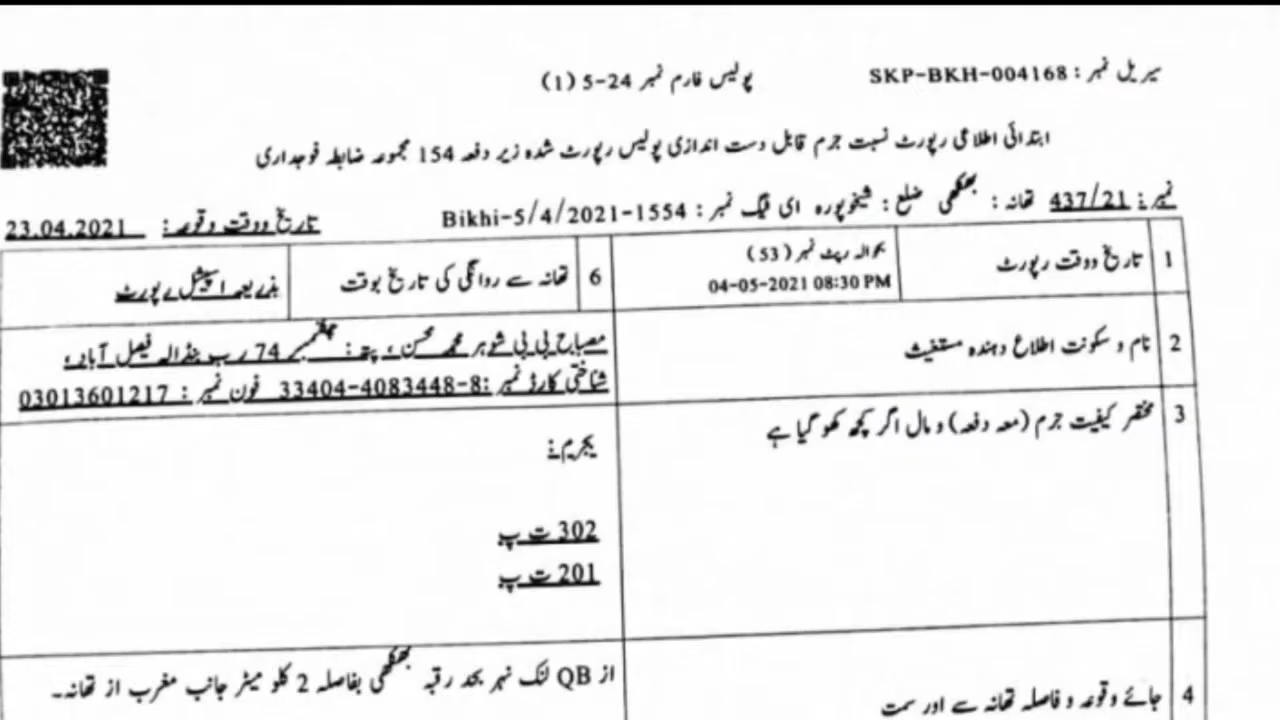 سیریل نمبر : SKP-BKH-004168
پولیس فارم نمبر 24-5 (1)
ابتدائی اطلاعی رپورٹ نسبت جرم قابل دست اندازی پولیس رپورٹ شدہ زیر دفعہ 154 مجموعہ ضابطہ فوجداری
نمبر : 437/21 تھانہ : بھکھی ضلع : شیخوپورہ ای ٹیگ نمبر : Bikhi-5/4/2021-1554 تاریخ ووقت وقوعہ : 23.04.2021
1 تاریخ ووقت رپورٹ
بحوالہ رپٹ نمبر (53)
04-05-2021 08:30 PM
6 تھانہ سے روانگی کی تاریخ بوقت
بذریعہ اسپیشل رپورٹ
2 نام و سکونت اطلاع دہندہ مستغیث
مصباح بی بی شوہر محمد محسن ، پتہ : 74 رب ہنڈالہ فیصل آباد ،
شناختی کارڈ نمبر :8-4083448-33404 فون نمبر : 03013601217
3 مختصر کیفیت جرم (معہ دفعہ) و مال اگر کچھ کھو گیا ہے
بجرم :
302 ت پ
201 ت پ
4 جائے وقوعہ و فاصلہ تھانہ سے اور سمت
از QB لنک نہر بحد رقبہ بھکھی بفاصلہ 2 کلو میٹر جانب مغرب از تھانہ۔